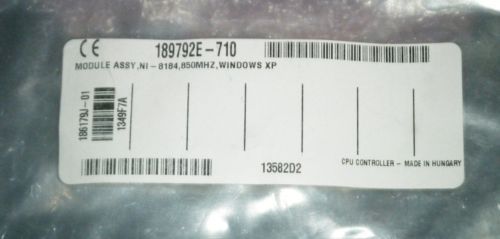 CE 189792E-710
MODULE ASSY,NI-8184,850MHZ,WINDOWS XP
186179J-01
1349F7A
13582D2
CPU CONTROLLER - MADE IN HUNGARY